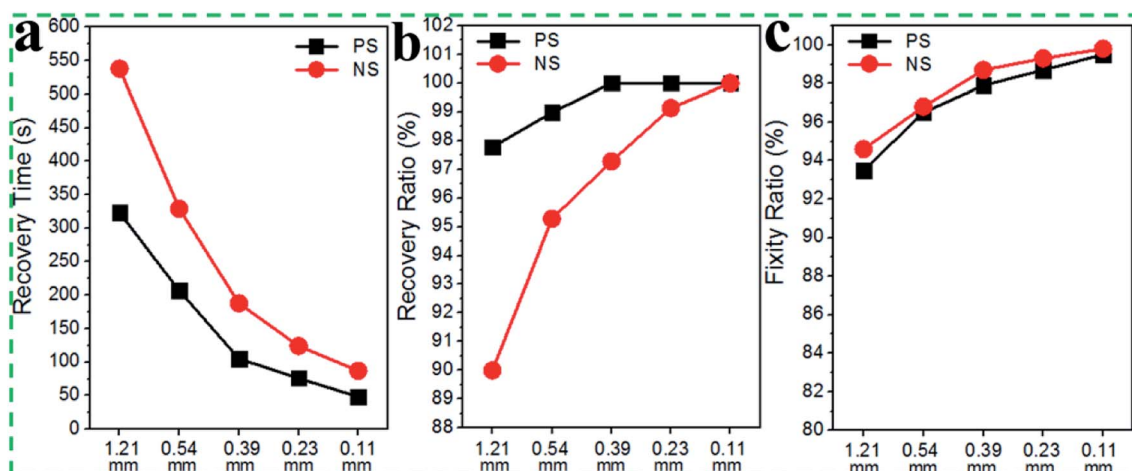 a
600
550
500
450
400
350
300
250
200
150
100
50
0
Recovery Time (s)
PS
NS
1.21 0.54 0.39 0.23 0.11
mm mm mm mm mm
b
102
101
100
99
98
97
96
95
94
93
92
91
90
89
88
Recovery Ratio (%)
PS
NS
1.21 0.54 0.39 0.23 0.11
mm mm mm mm mm
c
100
98
96
94
92
90
88
86
84
82
80
Fixity Ratio (%)
PS
NS
1.21 0.54 0.39 0.23 0.11
mm mm mm mm mm